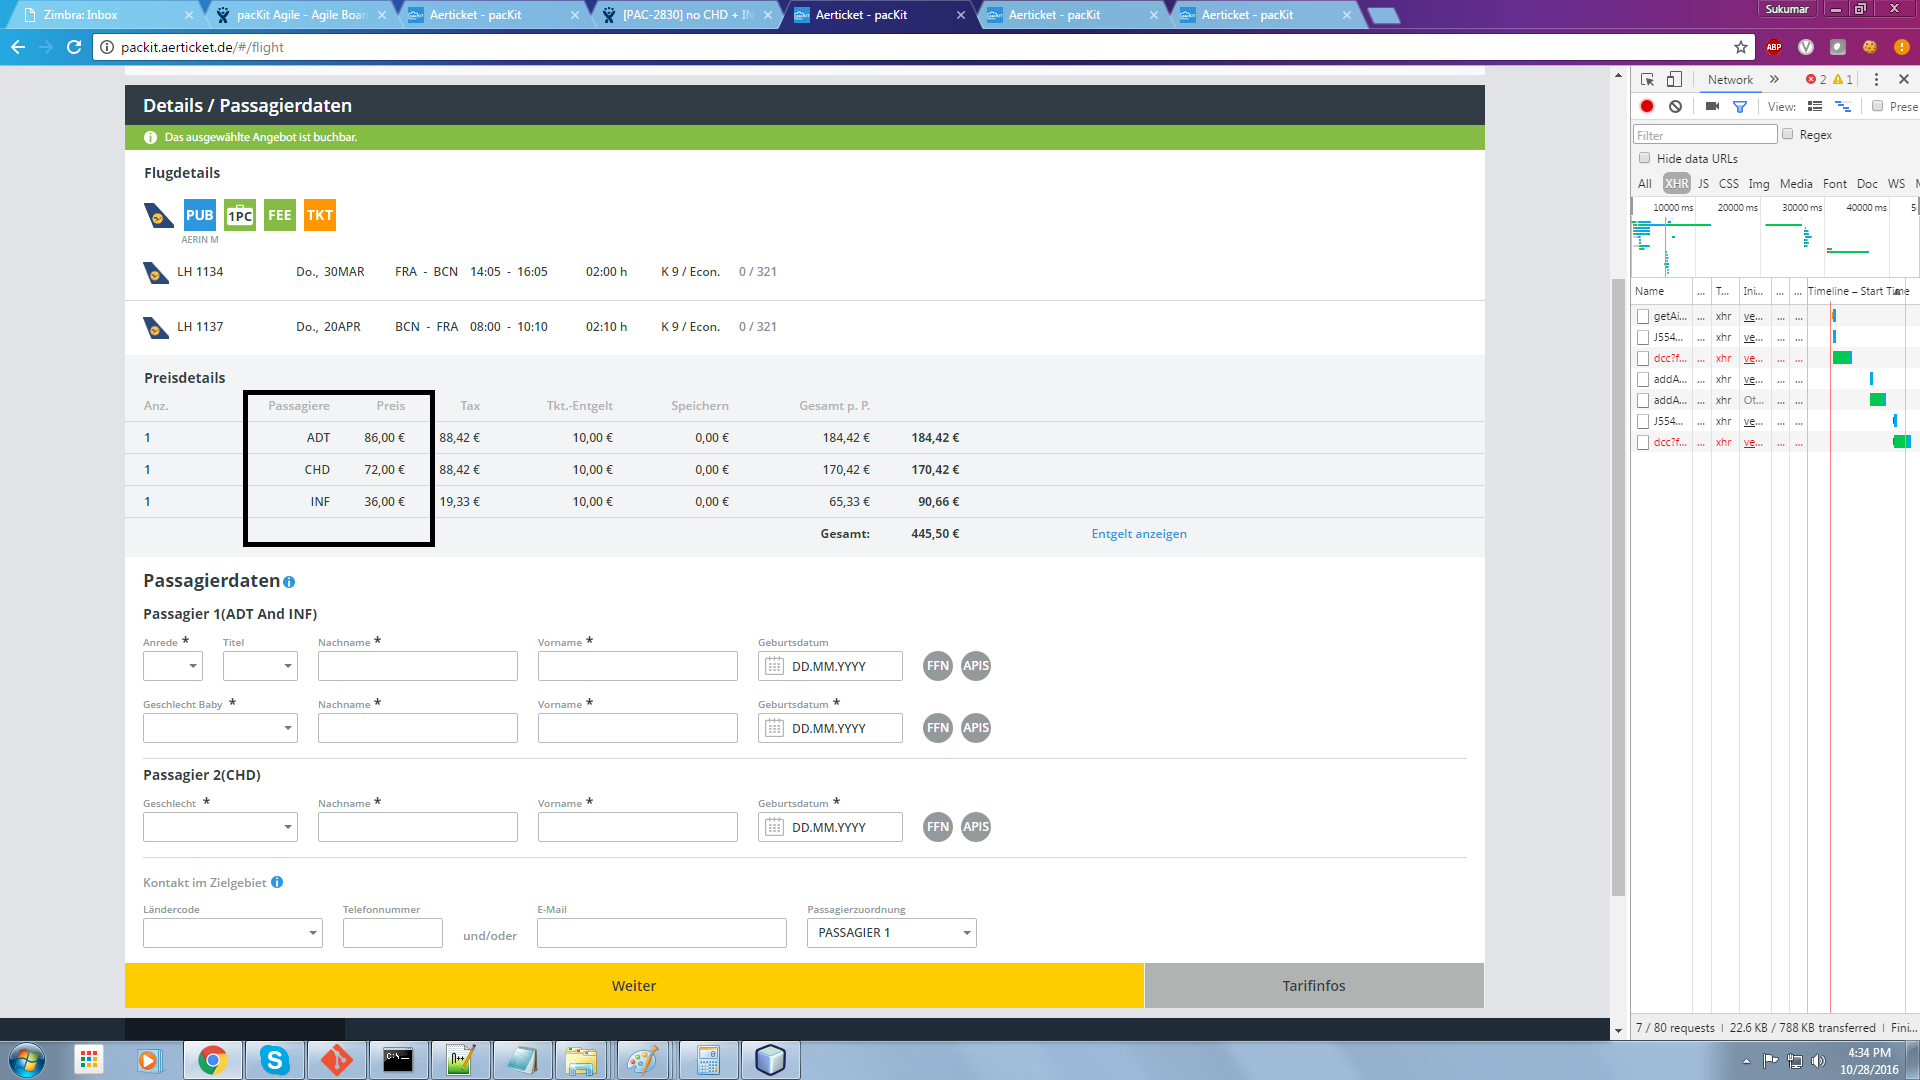 Zimbra: Inbox
pacKit Agile - Agile Boar
Aerticket - pacKit
[PAC-2830] no CHD + IN
Aerticket - pacKit
Aerticket - pacKit
Aerticket - pacKit
Sukumar
packit.aerticket.de/#/flight
ABP
Details / Passagierdaten
Das ausgewählte Angebot ist buchbar.
Flugdetails
PUB 1PC FEE TKT
AERIN M
LH 1134 Do., 30MAR FRA - BCN 14:05 - 16:05 02:00 h K 9 / Econ. 0 / 321
LH 1137 Do., 20APR BCN - FRA 08:00 - 10:10 02:10 h K 9 / Econ. 0 / 321
Preisdetails
Anz. Passagiere Preis Tax Tkt.-Entgelt Speichern Gesamt p. P.
1 ADT 86,00 € 88,42 € 10,00 € 0,00 € 184,42 € 184,42 €
1 CHD 72,00 € 88,42 € 10,00 € 0,00 € 170,42 € 170,42 €
1 INF 36,00 € 19,33 € 10,00 € 0,00 € 65,33 € 90,66 €
Gesamt: 445,50 € Entgelt anzeigen
Passagierdaten
Passagier 1(ADT And INF)
Anrede * Titel Nachname * Vorname * Geburtsdatum
DD.MM.YYYY FFN APIS
Geschlecht Baby * Nachname * Vorname * Geburtsdatum *
DD.MM.YYYY FFN APIS
Passagier 2(CHD)
Geschlecht * Nachname * Vorname * Geburtsdatum *
DD.MM.YYYY FFN APIS
Kontakt im Zielgebiet
Ländercode Telefonnummer E-Mail Passagierzuordnung
und/oder PASSAGIER 1
Weiter Tarifinfos
Network » 2 1
View: Prese
Filter Regex
Hide data URLs
All XHR JS CSS Img Media Font Doc WS M
10000 ms 20000 ms 30000 ms 40000 ms 5
Name ... T... Ini... ... ... Timeline – Start Time
getAi... ... xhr ve... ... ...
J554... ... xhr ve... ... ...
dcc?f... ... xhr ve... ... ...
addA... ... xhr ve... ... ...
addA... ... xhr Ot... ... ...
J554... ... xhr ve... ... ...
dcc?f... ... xhr ve... ... ...
7 / 80 requests | 22.6 KB / 788 KB transferred | Fini...
4:34 PM
10/28/2016